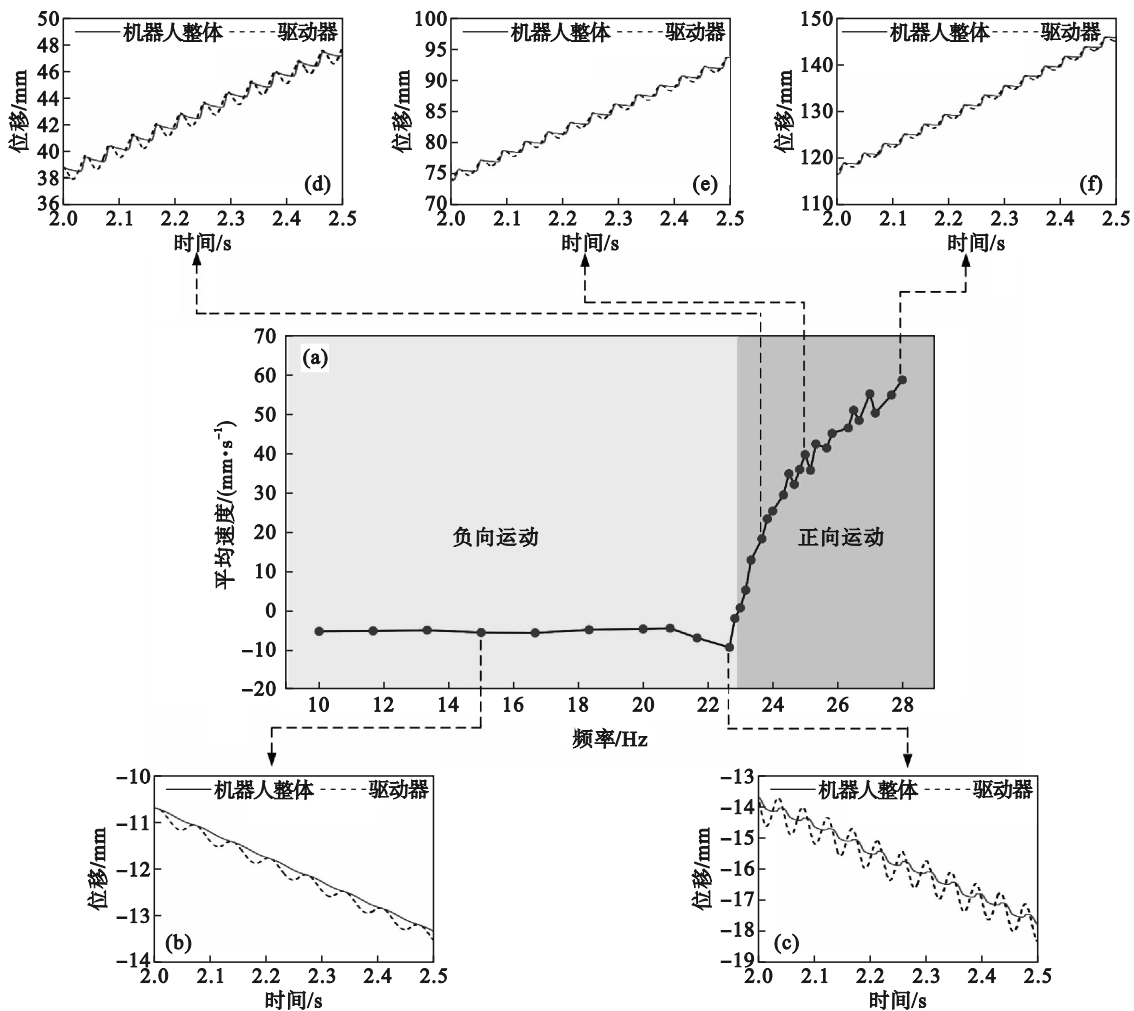 50
48
46
44
42
40
38
36
位移/mm
机器人整体
驱动器
(d)
2.0 2.1 2.2 2.3 2.4 2.5
时间/s
100
95
90
85
80
75
70
位移/mm
机器人整体
驱动器
(e)
2.0 2.1 2.2 2.3 2.4 2.5
时间/s
150
140
130
120
110
位移/mm
机器人整体
驱动器
(f)
2.0 2.1 2.2 2.3 2.4 2.5
时间/s
(a)
70
60
50
40
30
20
10
0
−10
−20
平均速度/(mm·s⁻¹)
负向运动
正向运动
10 12 14 16 18 20 22 24 26 28
频率/Hz
−10
−11
−12
−13
−14
位移/mm
机器人整体
驱动器
(b)
2.0 2.1 2.2 2.3 2.4 2.5
时间/s
−13
−14
−15
−16
−17
−18
−19
位移/mm
机器人整体
驱动器
(c)
2.0 2.1 2.2 2.3 2.4 2.5
时间/s